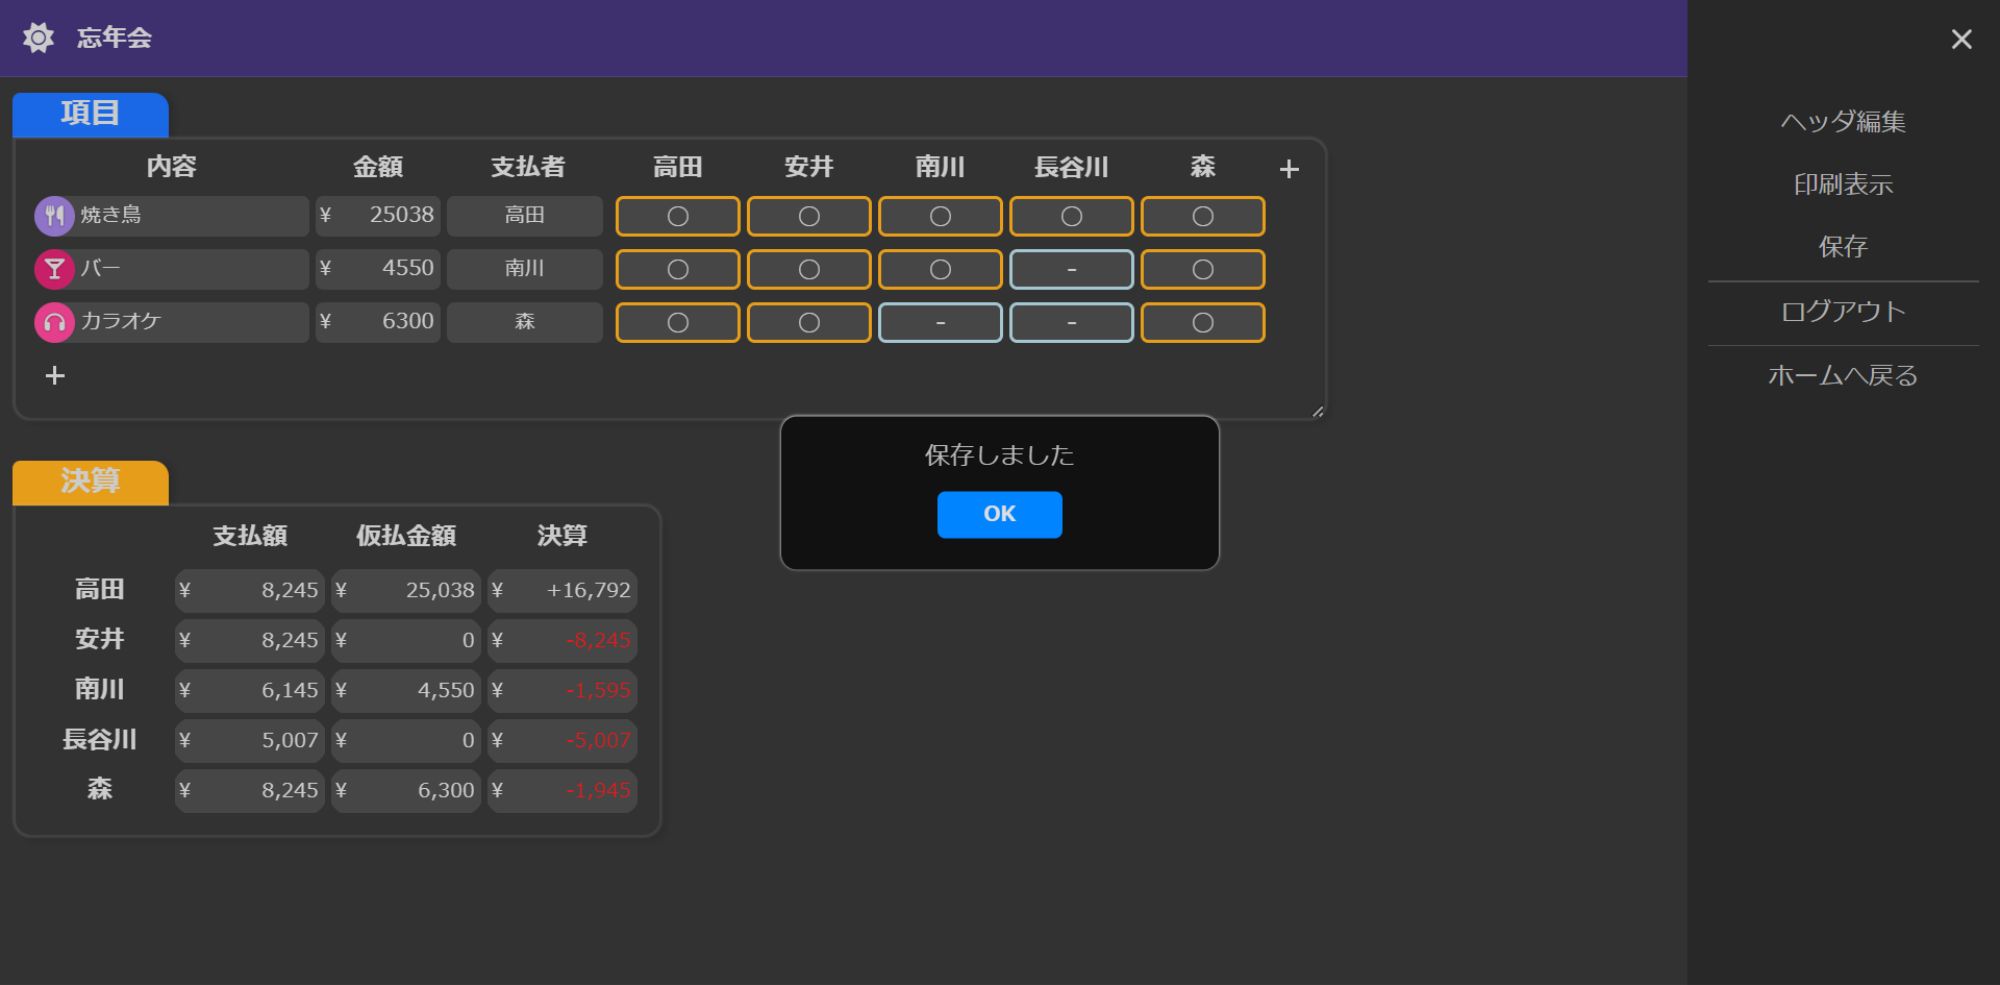 忘年会
項目
内容 金額 支払者 高田 安井 南川 長谷川 森 +
焼き鳥 ¥ 25038 高田 ○ ○ ○ ○ ○
バー ¥ 4550 南川 ○ ○ ○ - ○
カラオケ ¥ 6300 森 ○ ○ - - ○
+
決算
支払額 仮払金額 決算
高田 ¥ 8,245 ¥ 25,038 ¥ +16,792
安井 ¥ 8,245 ¥ 0 ¥ -8,245
南川 ¥ 6,145 ¥ 4,550 ¥ -1,595
長谷川 ¥ 5,007 ¥ 0 ¥ -5,007
森 ¥ 8,245 ¥ 6,300 ¥ -1,945
保存しました
OK
ヘッダ編集
印刷表示
保存
ログアウト
ホームへ戻る